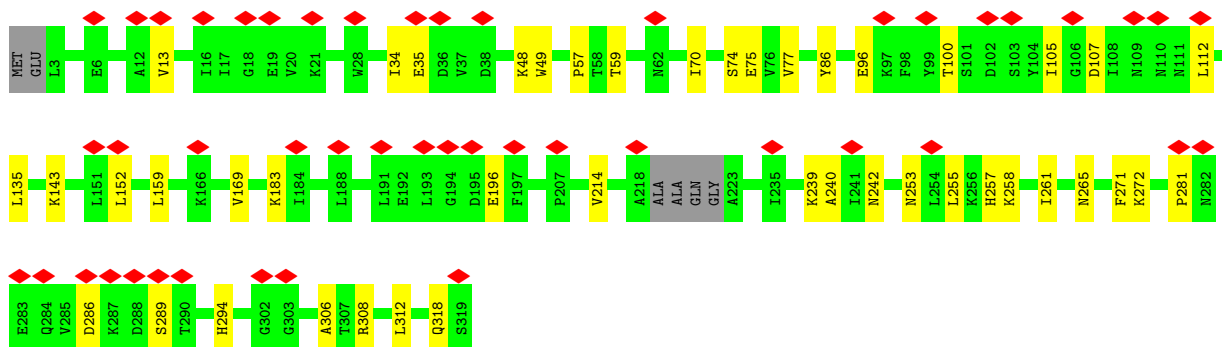 MET GLU L3 E6 A12 V13 I16 I17 G18 E19 V20 K21 W28 I34 E35 D36 V37 D38 K48 W49 P57 T58 T59 N62 I70 S74 E75 V76 V77 Y86 E96 K97 F98 Y99 T100 S101 D102 S103 Y104 I105 G106 D107 I108 N109 N110 N111 L112
L135 K143 L151 L152 L159 K166 V169 K183 I184 L188 L191 E192 L193 G194 D195 E196 F197 P207 V214 A218 ALA ALA GLN GLY A223 I235 K239 A240 I241 N242 N253 L254 L255 K256 H257 K258 I261 N265 F271 K272 P281 N282
E283 Q284 V285 D286 K287 D288 S289 T290 H294 G302 G303 A306 T307 R308 L312 Q318 S319